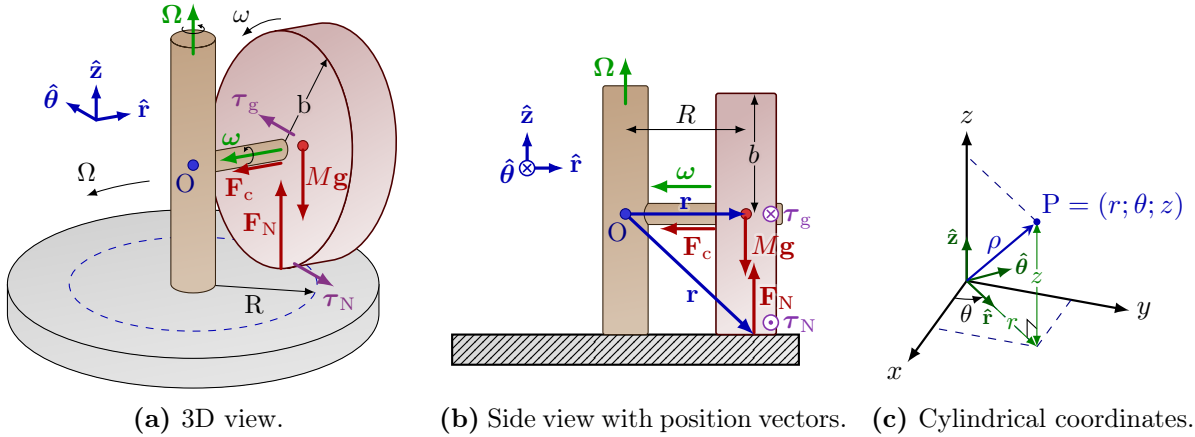 Ω
ω
ẑ
θ̂
r̂
τg
b
ω
O
Fc
Mg
Ω
FN
R
τN
(a) 3D view.
Ω
ẑ
θ̂
r̂
R
b
ω
r
O
Fc
τg
Mg
r
FN
τN
(b) Side view with position vectors.
z
P = (r; θ; z)
ẑ
ρ
θ̂
z
θ
r̂
r
y
x
(c) Cylindrical coordinates.